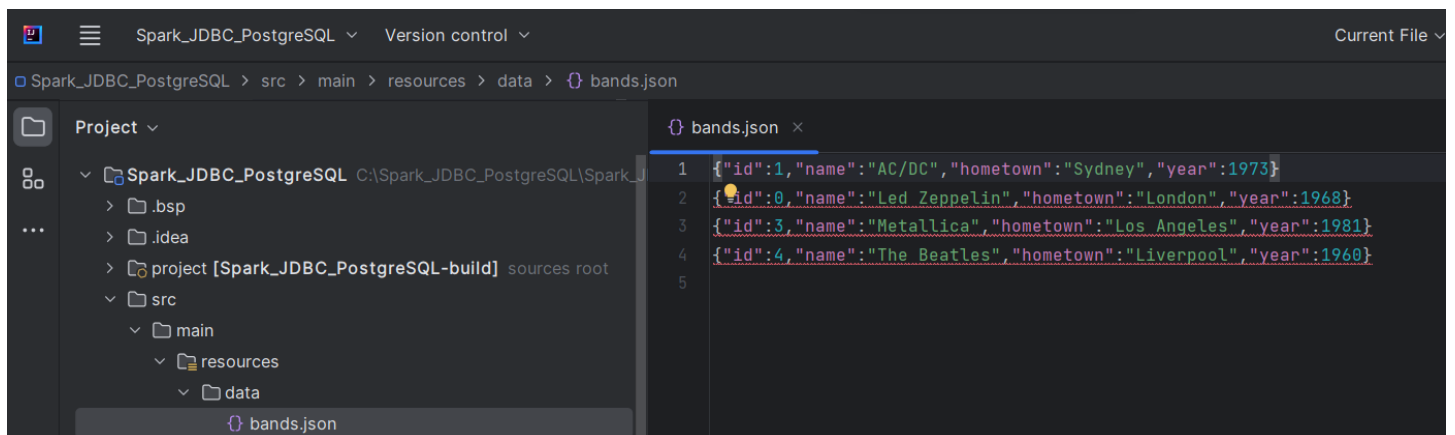 Spark_JDBC_PostgreSQL Version control Current File
Spark_JDBC_PostgreSQL > src > main > resources > data > {} bands.json
Project
{} bands.json ×
Spark_JDBC_PostgreSQL C:\Spark_JDBC_PostgreSQL\Spark_J
.bsp
.idea
project [Spark_JDBC_PostgreSQL-build] sources root
src
main
resources
data
{} bands.json
1 {"id":1,"name":"AC/DC","hometown":"Sydney","year":1973}
2 {"id":0,"name":"Led Zeppelin","hometown":"London","year":1968}
3 {"id":3,"name":"Metallica","hometown":"Los Angeles","year":1981}
4 {"id":4,"name":"The Beatles","hometown":"Liverpool","year":1960}
5